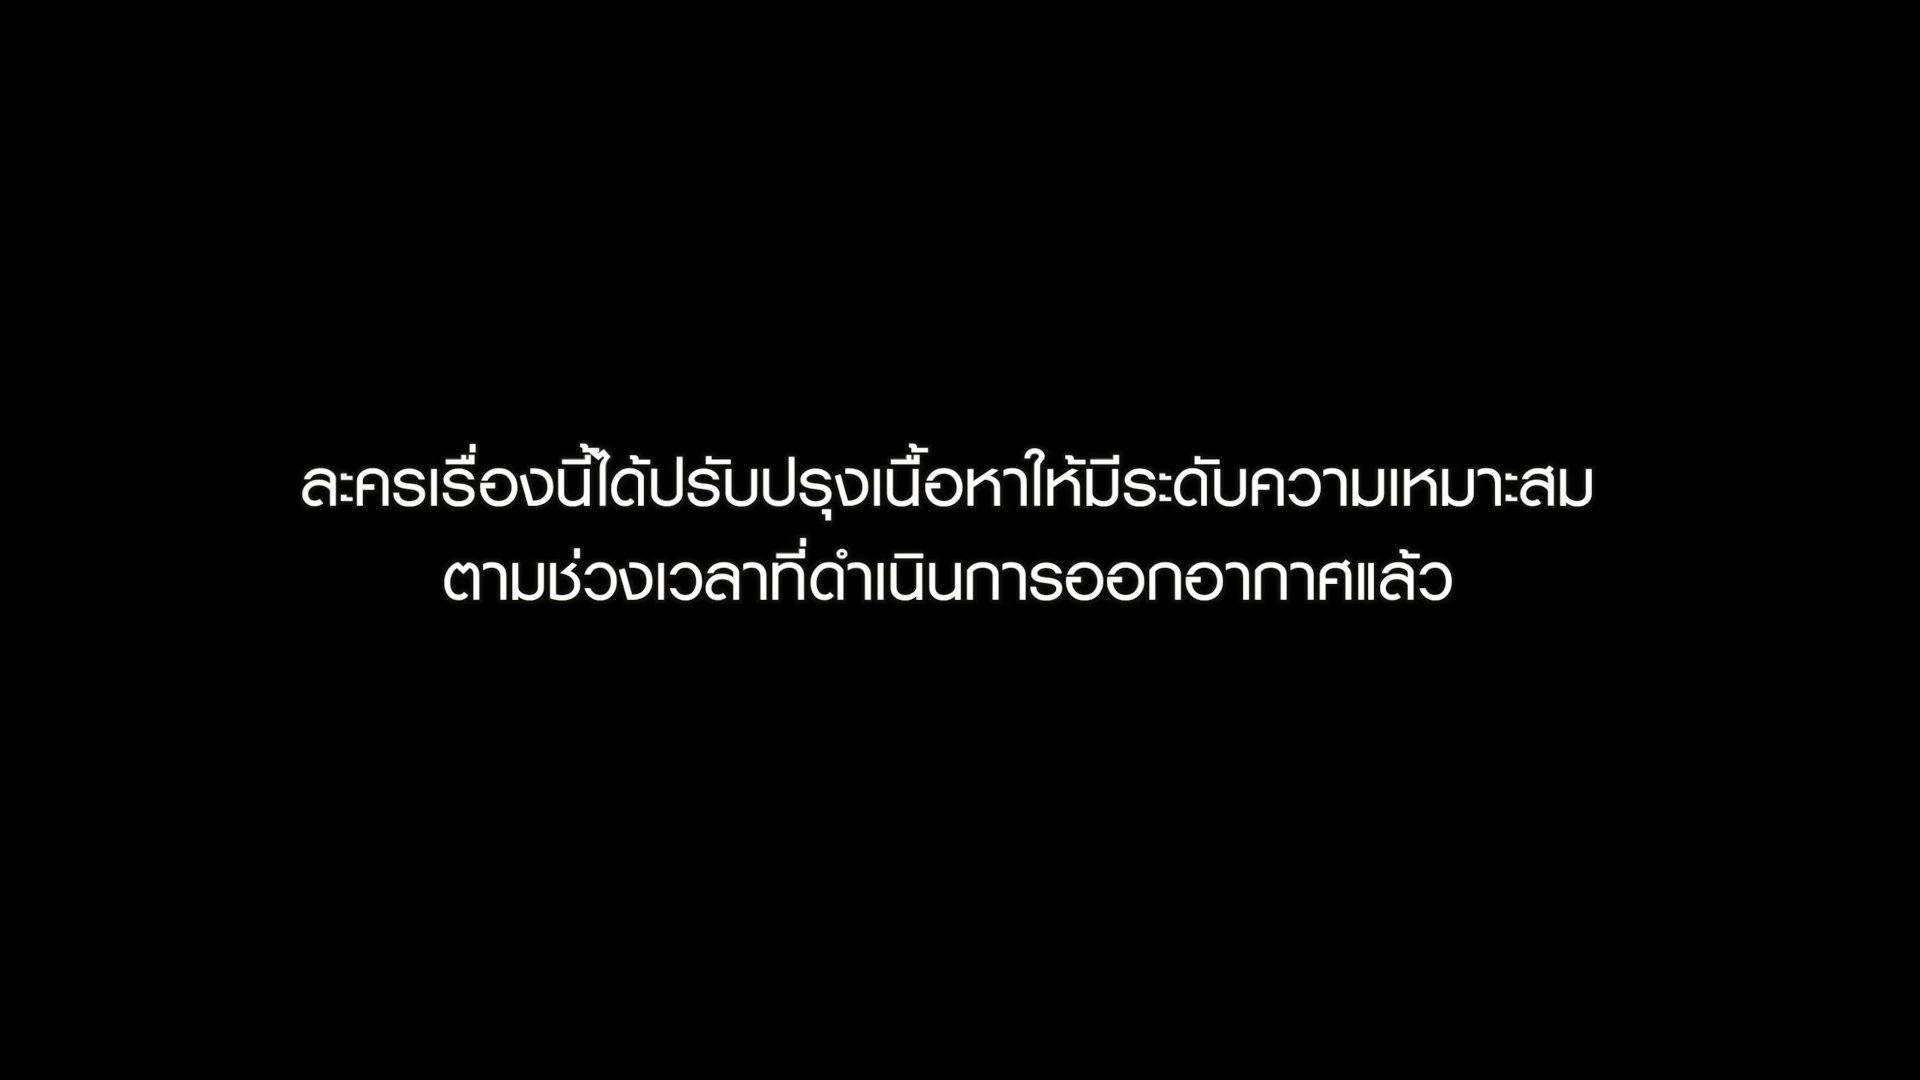 ละครเรื่องนี้ได้ปรับปรุงเนื้อหาให้มีระดับความเหมาะสม
ตามช่วงเวลาที่ดำเนินการออกอากาศแล้ว